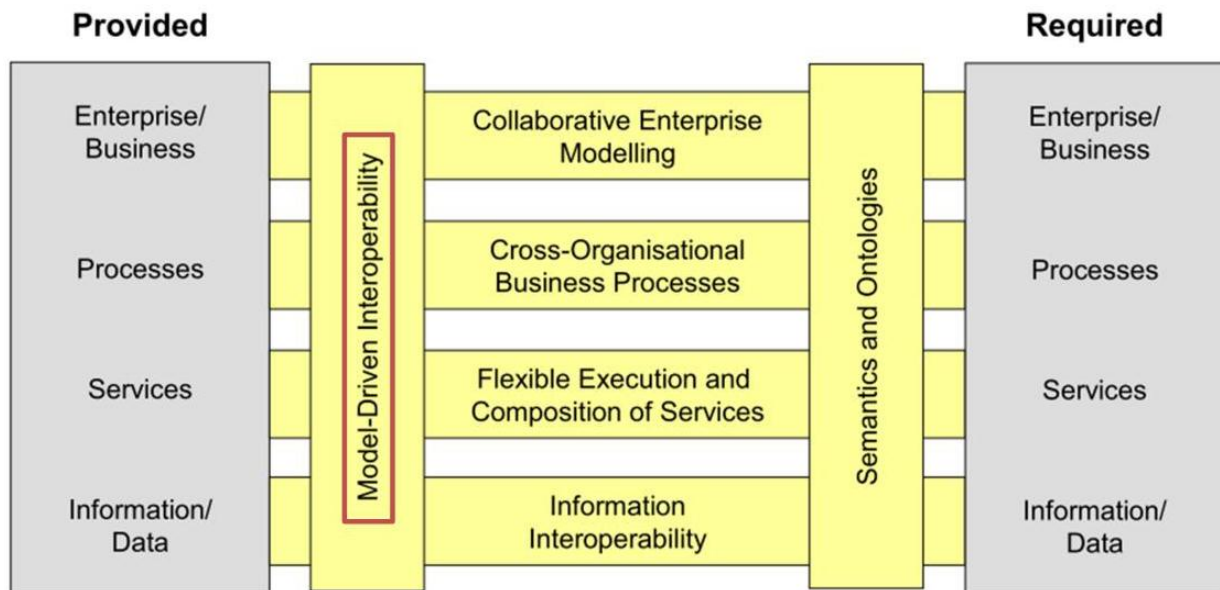 Provided
Required
Enterprise/
Business
Processes
Services
Information/
Data
Model-Driven Interoperability
Collaborative Enterprise
Modelling
Cross-Organisational
Business Processes
Flexible Execution and
Composition of Services
Information
Interoperability
Semantics and Ontologies
Enterprise/
Business
Processes
Services
Information/
Data